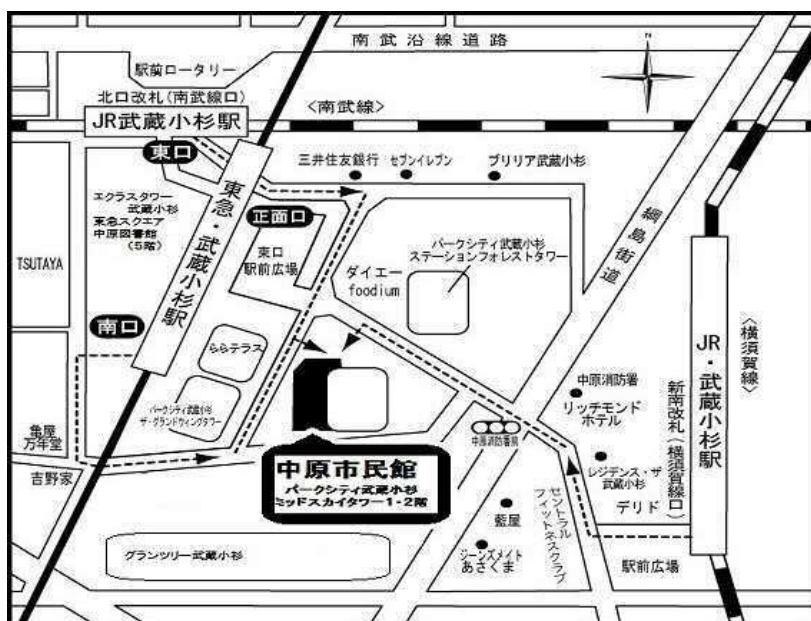 南武沿線道路
駅前ロータリー
N
北口改札(南武線口)
〈南武線〉
JR武蔵小杉駅
東口
三井住友銀行
セブンイレブン
ブリリア武蔵小杉
エクラスタワー
武蔵小杉
東急スクエア
中原図書館
(5階)
東急・武蔵小杉駅
正面口
東口
駅前広場
パークシティ武蔵小杉
ステーションフォレストタワー
ダイエー
foodium
綱島街道
TSUTAYA
南口
ららテラス
パークシティ武蔵小杉
ザ・グランドウィングタワー
JR・武蔵小杉駅
〈横須賀線〉
新南改札(横須賀線口)
中原消防署
リッチモンド
ホテル
中原消防署前
レジデンス・ザ
武蔵小杉
デリド
亀屋
万年堂
吉野家
中原市民館
パークシティ武蔵小杉
ミッドスカイタワー1・2階
藍屋
セントラル
フィットネスクラブ
ジーンズメイト
あさくま
駅前広場
グランツリー武蔵小杉